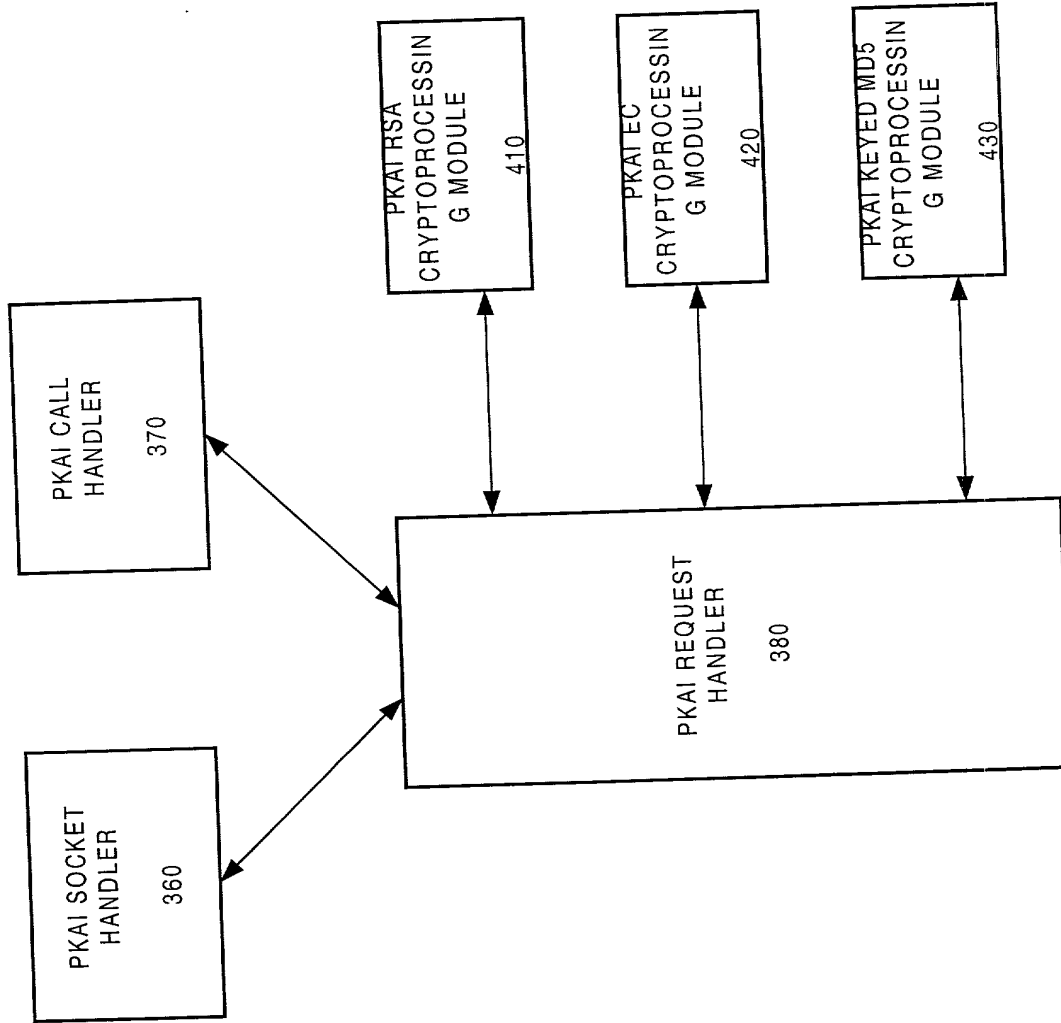 PKAI SOCKET
HANDLER
360
PKAI CALL
HANDLER
370
PKAI REQUEST
HANDLER
380
PKAI RSA
CRYPTOPROCESSIN
G MODULE
410
PKAI EC
CRYPTOPROCESSIN
G MODULE
420
PKAI KEYED MD5
CRYPTOPROCESSIN
G MODULE
430